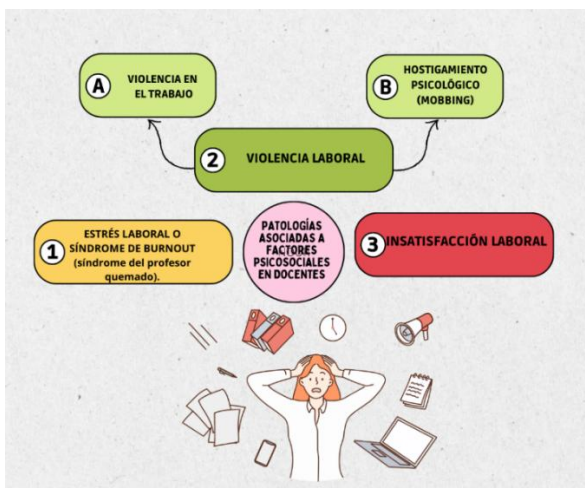 A
VIOLENCIA EN
EL TRABAJO
B
HOSTIGAMIENTO
PSICOLÓGICO
(MOBBING)
2
VIOLENCIA LABORAL
1
ESTRÉS LABORAL O
SÍNDROME DE BURNOUT
(síndrome del profesor
quemado).
PATOLOGÍAS
ASOCIADAS A
FACTORES
PSICOSOCIALES
EN DOCENTES
3
INSATISFACCIÓN LABORAL